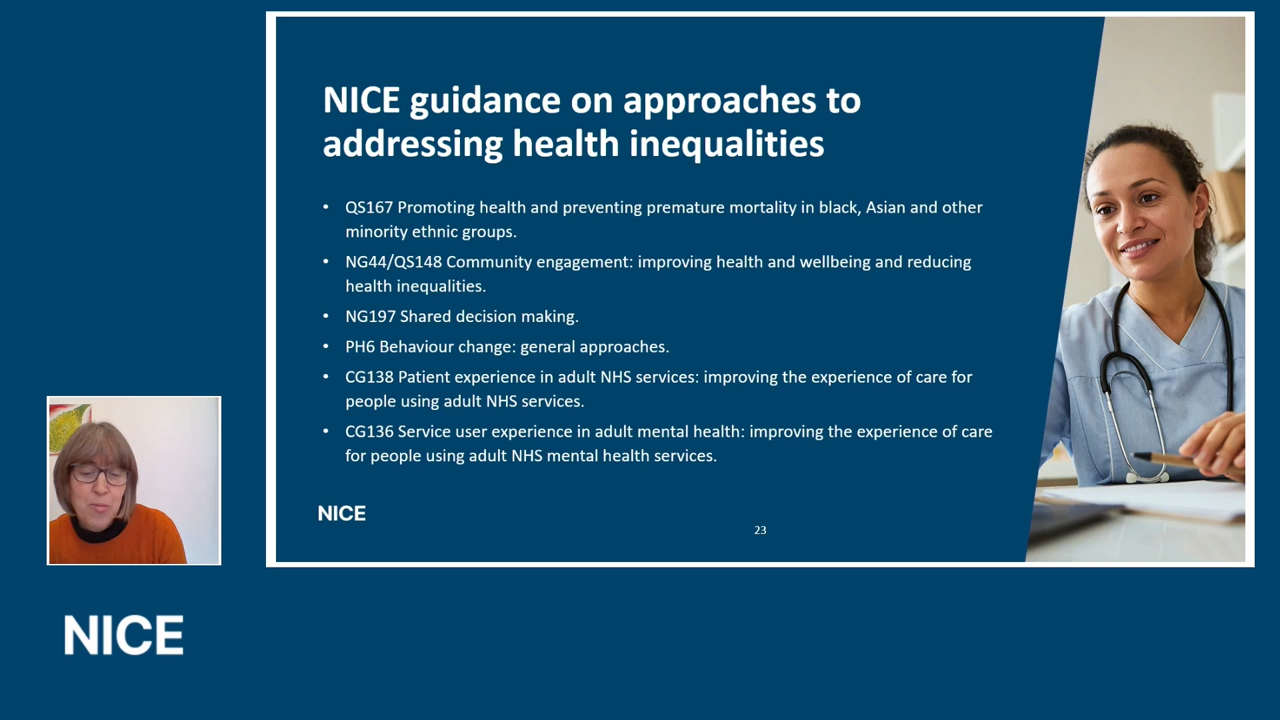 NICE guidance on approaches to
addressing health inequalities
• QS167 Promoting health and preventing premature mortality in black, Asian and other
minority ethnic groups.
• NG44/QS148 Community engagement: improving health and wellbeing and reducing
health inequalities.
• NG197 Shared decision making.
• PH6 Behaviour change: general approaches.
• CG138 Patient experience in adult NHS services: improving the experience of care for
people using adult NHS services.
• CG136 Service user experience in adult mental health: improving the experience of care
for people using adult NHS mental health services.
NICE
23
NICE